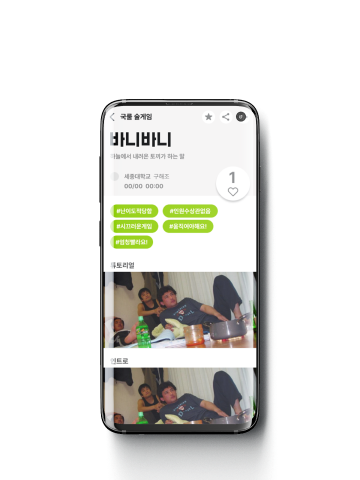 국룰 술게임
바니바니
하늘에서 내려온 토끼가 하는 말
세종대학교 구해조
00/00 00:00
1
#난이도적당함 #인원수상관없음
#시끄러운게임 #움직여야해요!
#엄청빨라요!
튜토리얼
인트로